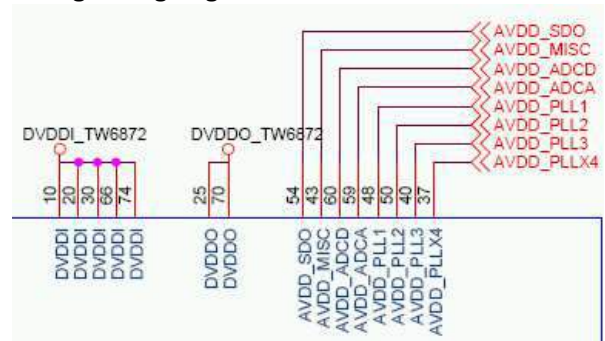 AVDD_SDO
AVDD_MISC
AVDD_ADCD
AVDD_ADCA
AVDD_PLL1
AVDD_PLL2
AVDD_PLL3
AVDD_PLLX4
DVDDI_TW6872
DVDDO_TW6872
10
20
30
66
74
25
70
54
43
60
59
48
50
40
37
DVDDI
DVDDI
DVDDI
DVDDI
DVDDI
DVDDO
DVDDO
AVDD_SDO
AVDD_MISC
AVDD_ADCD
AVDD_ADCA
AVDD_PLL1
AVDD_PLL2
AVDD_PLL3
AVDD_PLLX4